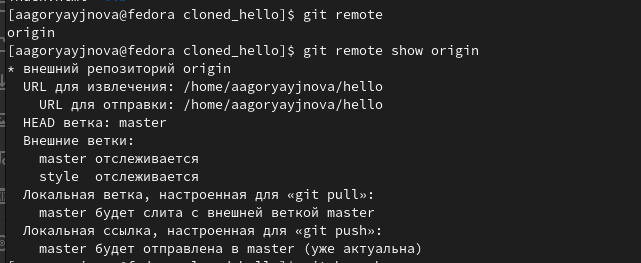 [aagoryayjnova@fedora cloned_hello]$ git remote
origin
[aagoryayjnova@fedora cloned_hello]$ git remote show origin
* внешний репозиторий origin
URL для извлечения: /home/aagoryayjnova/hello
URL для отправки: /home/aagoryayjnova/hello
HEAD ветка: master
Внешние ветки:
master отслеживается
style отслеживается
Локальная ветка, настроенная для «git pull»:
master будет слита с внешней веткой master
Локальная ссылка, настроенная для «git push»:
master будет отправлена в master (уже актуальна)